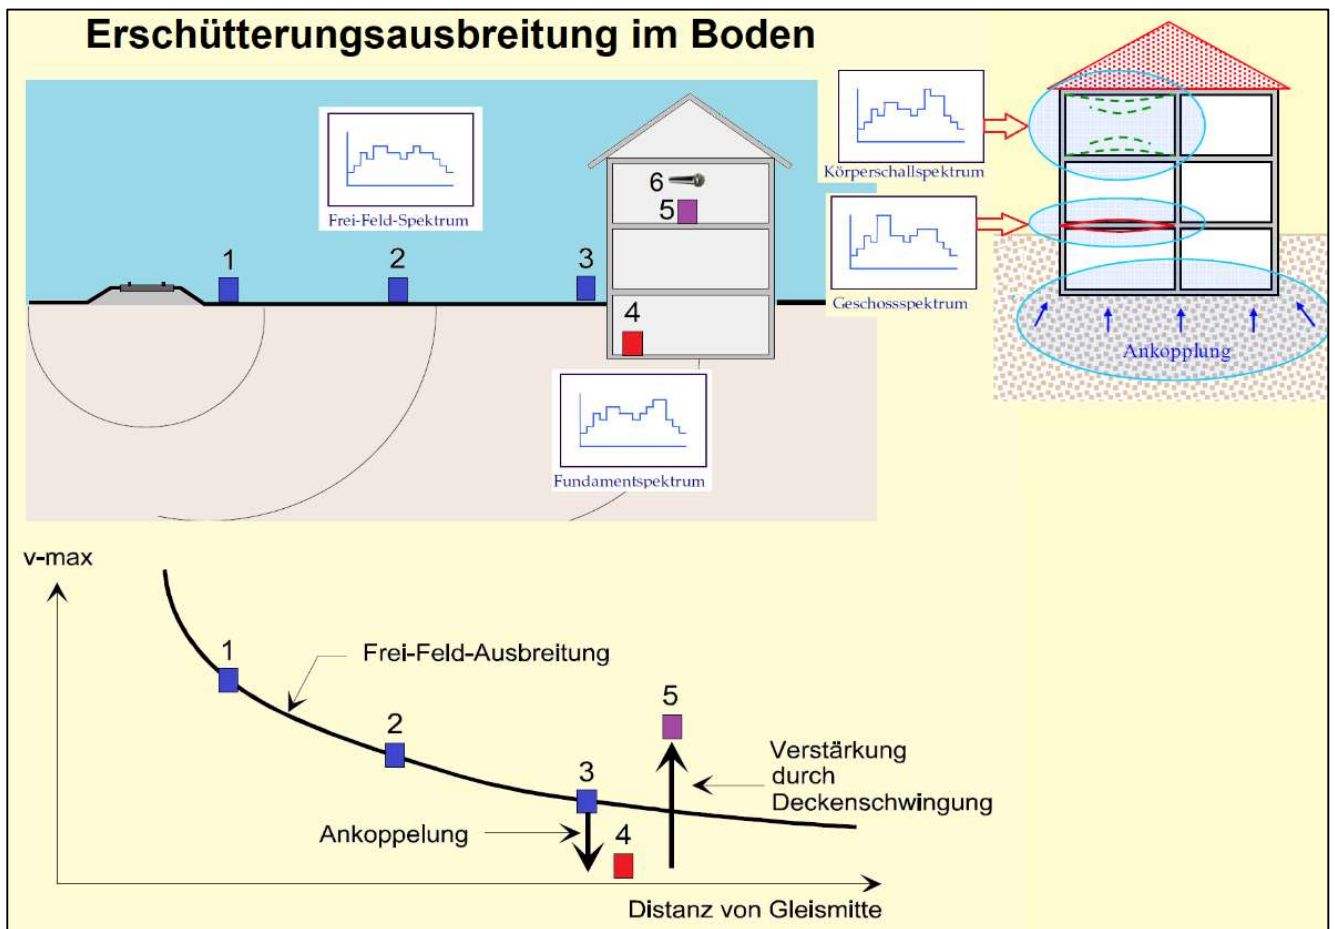 Erschütterungsausbreitung im Boden
Frei-Feld-Spektrum
1
2
3
4
5
6
Fundamentspektrum
Körperschallspektrum
Geschossspektrum
Ankopplung
v-max
1
Frei-Feld-Ausbreitung
2
3
Ankoppelung
4
5
Verstärkung
durch
Deckenschwingung
Distanz von Gleismitte